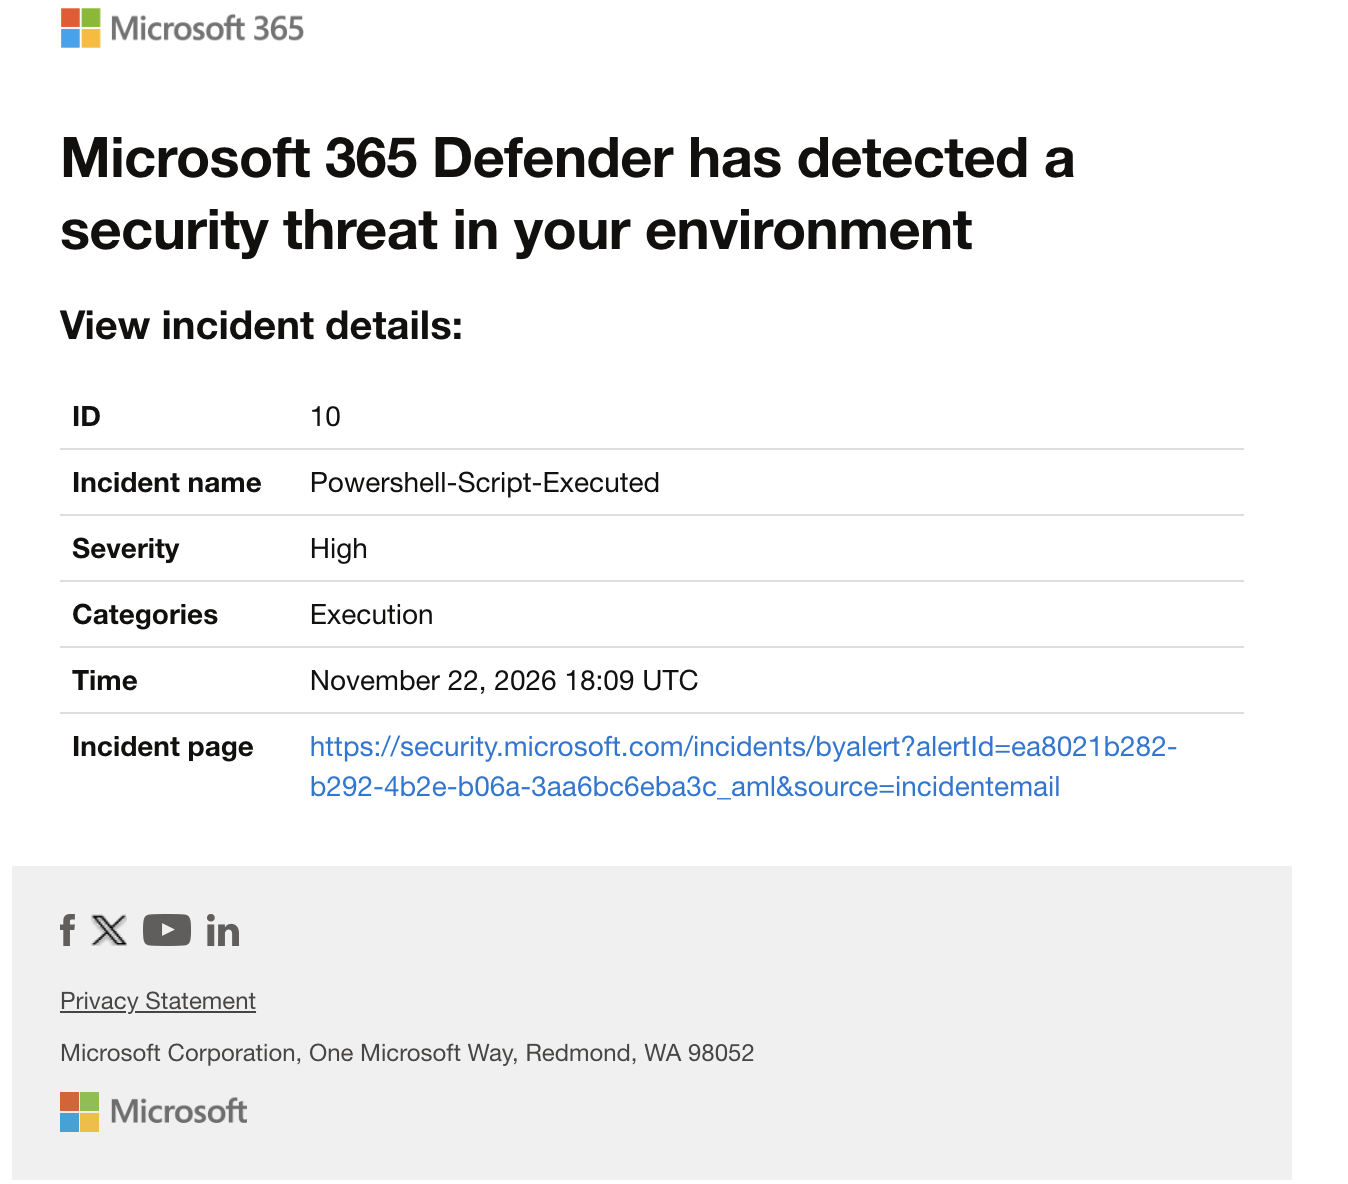 Microsoft 365
Microsoft 365 Defender has detected a
security threat in your environment
View incident details:
ID 10
Incident name Powershell-Script-Executed
Severity High
Categories Execution
Time November 22, 2026 18:09 UTC
Incident page https://security.microsoft.com/incidents/byalert?alertId=ea8021b282-
b292-4b2e-b06a-3aa6bc6eba3c_aml&source=incidentemail
f X in
Privacy Statement
Microsoft Corporation, One Microsoft Way, Redmond, WA 98052
Microsoft